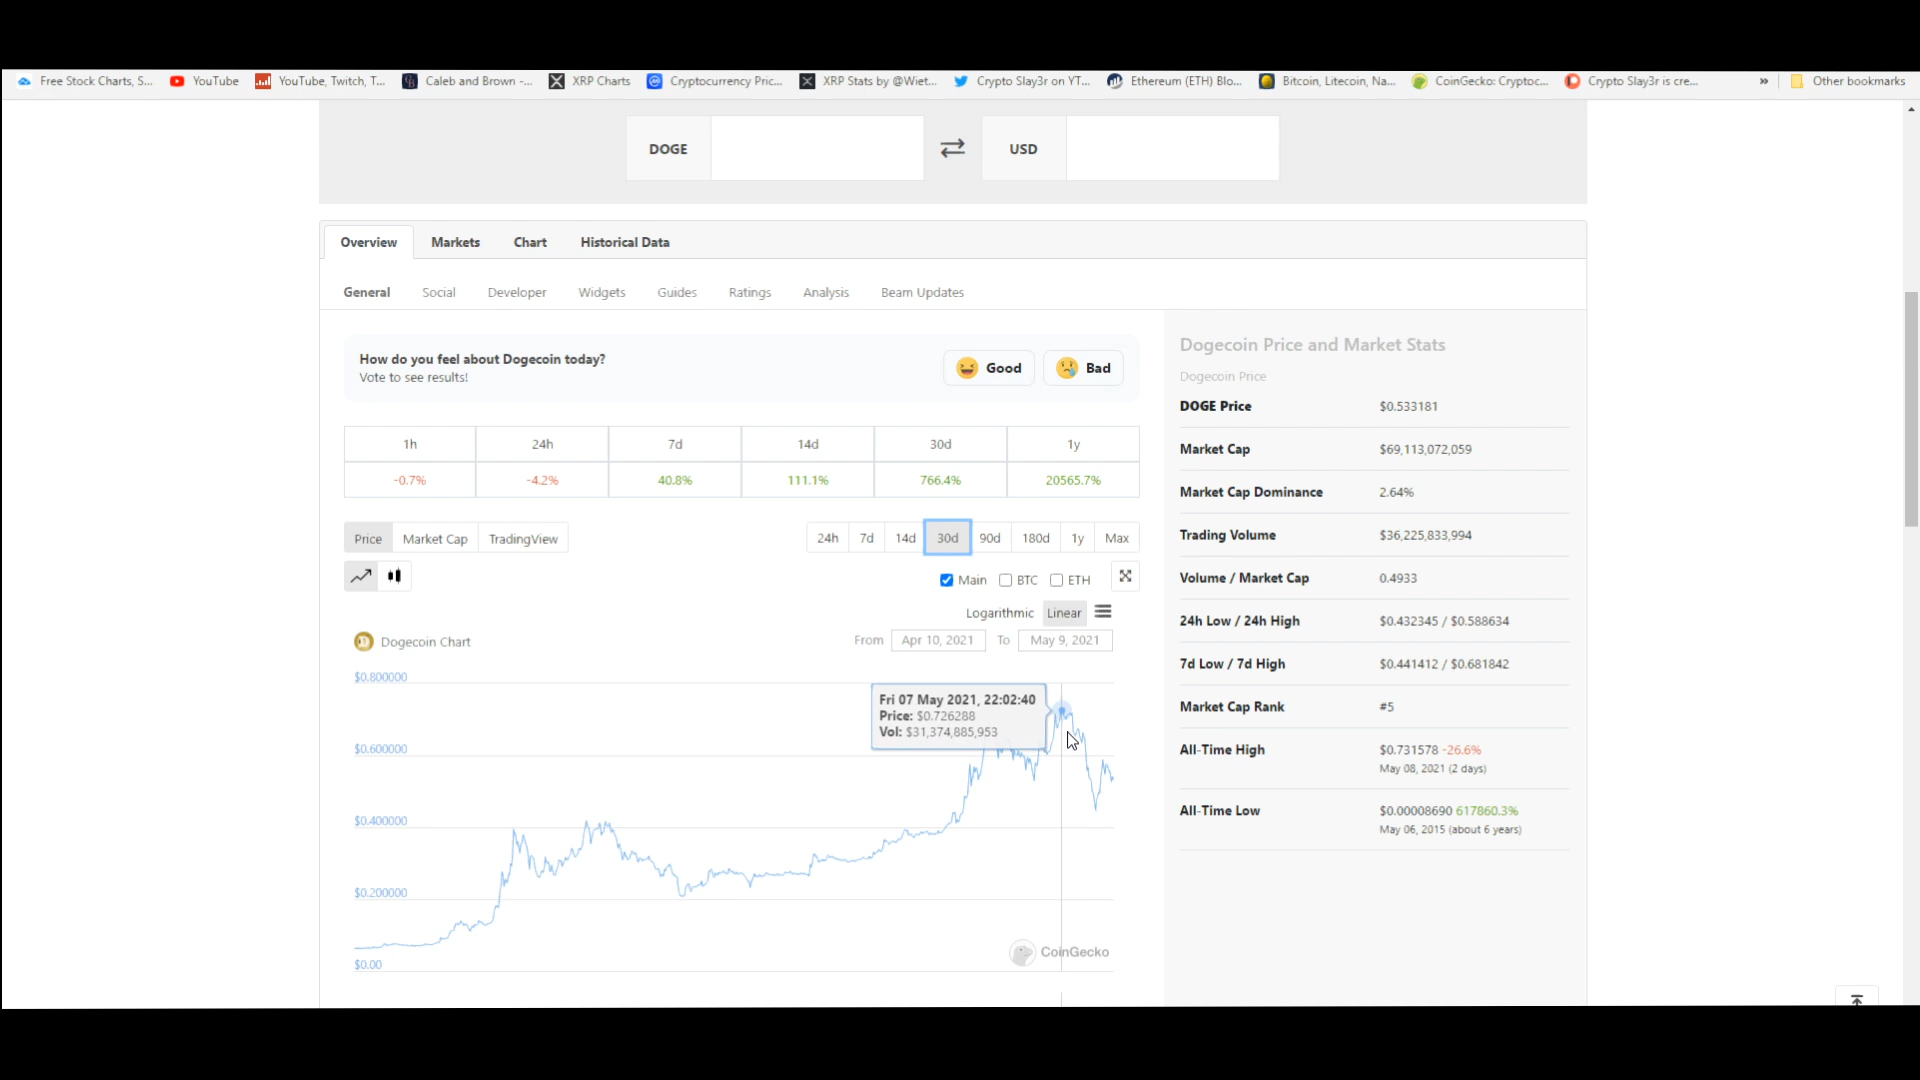 Free Stock Charts, S... YouTube YouTube, Twitch, T... Caleb and Brown -... XRP Charts Cryptocurrency Pric... XRP Stats by @Wiet... Crypto Slay3r on YT... Ethereum (ETH) Blo... Bitcoin, Litecoin, Na... CoinGecko: Cryptoc... Crypto Slay3r is cre... » Other bookmarks
DOGE USD
Overview Markets Chart Historical Data
General Social Developer Widgets Guides Ratings Analysis Beam Updates
How do you feel about Dogecoin today?
Vote to see results!
Good Bad
1h 24h 7d 14d 30d 1y
-0.7% -4.2% 40.8% 111.1% 766.4% 20565.7%
Price Market Cap TradingView 24h 7d 14d 30d 90d 180d 1y Max
Main BTC ETH
Logarithmic Linear
Dogecoin Chart From Apr 10, 2021 To May 9, 2021
$0.800000
Fri 07 May 2021, 22:02:40
Price: $0.726288
Vol: $31,374,885,953
$0.600000
$0.400000
$0.200000
CoinGecko
$0.00
Dogecoin Price and Market Stats
Dogecoin Price
DOGE Price $0.533181
Market Cap $69,113,072,059
Market Cap Dominance 2.64%
Trading Volume $36,225,833,994
Volume / Market Cap 0.4933
24h Low / 24h High $0.432345 / $0.588634
7d Low / 7d High $0.441412 / $0.681842
Market Cap Rank #5
All-Time High $0.731578 -26.6%
May 08, 2021 (2 days)
All-Time Low $0.00008690 617860.3%
May 06, 2015 (about 6 years)